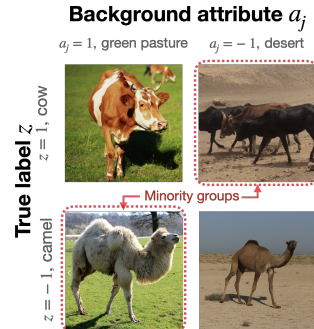 Background attribute aⱼ
aⱼ = 1, green pasture
aⱼ = − 1, desert
True label z
z = 1, cow
Minority groups
z = − 1, camel